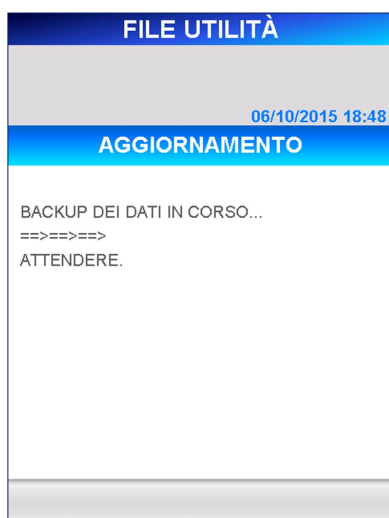 FILE UTILITÀ
06/10/2015 18:48
AGGIORNAMENTO
BACKUP DEI DATI IN CORSO...
==>==>==>
ATTENDERE.